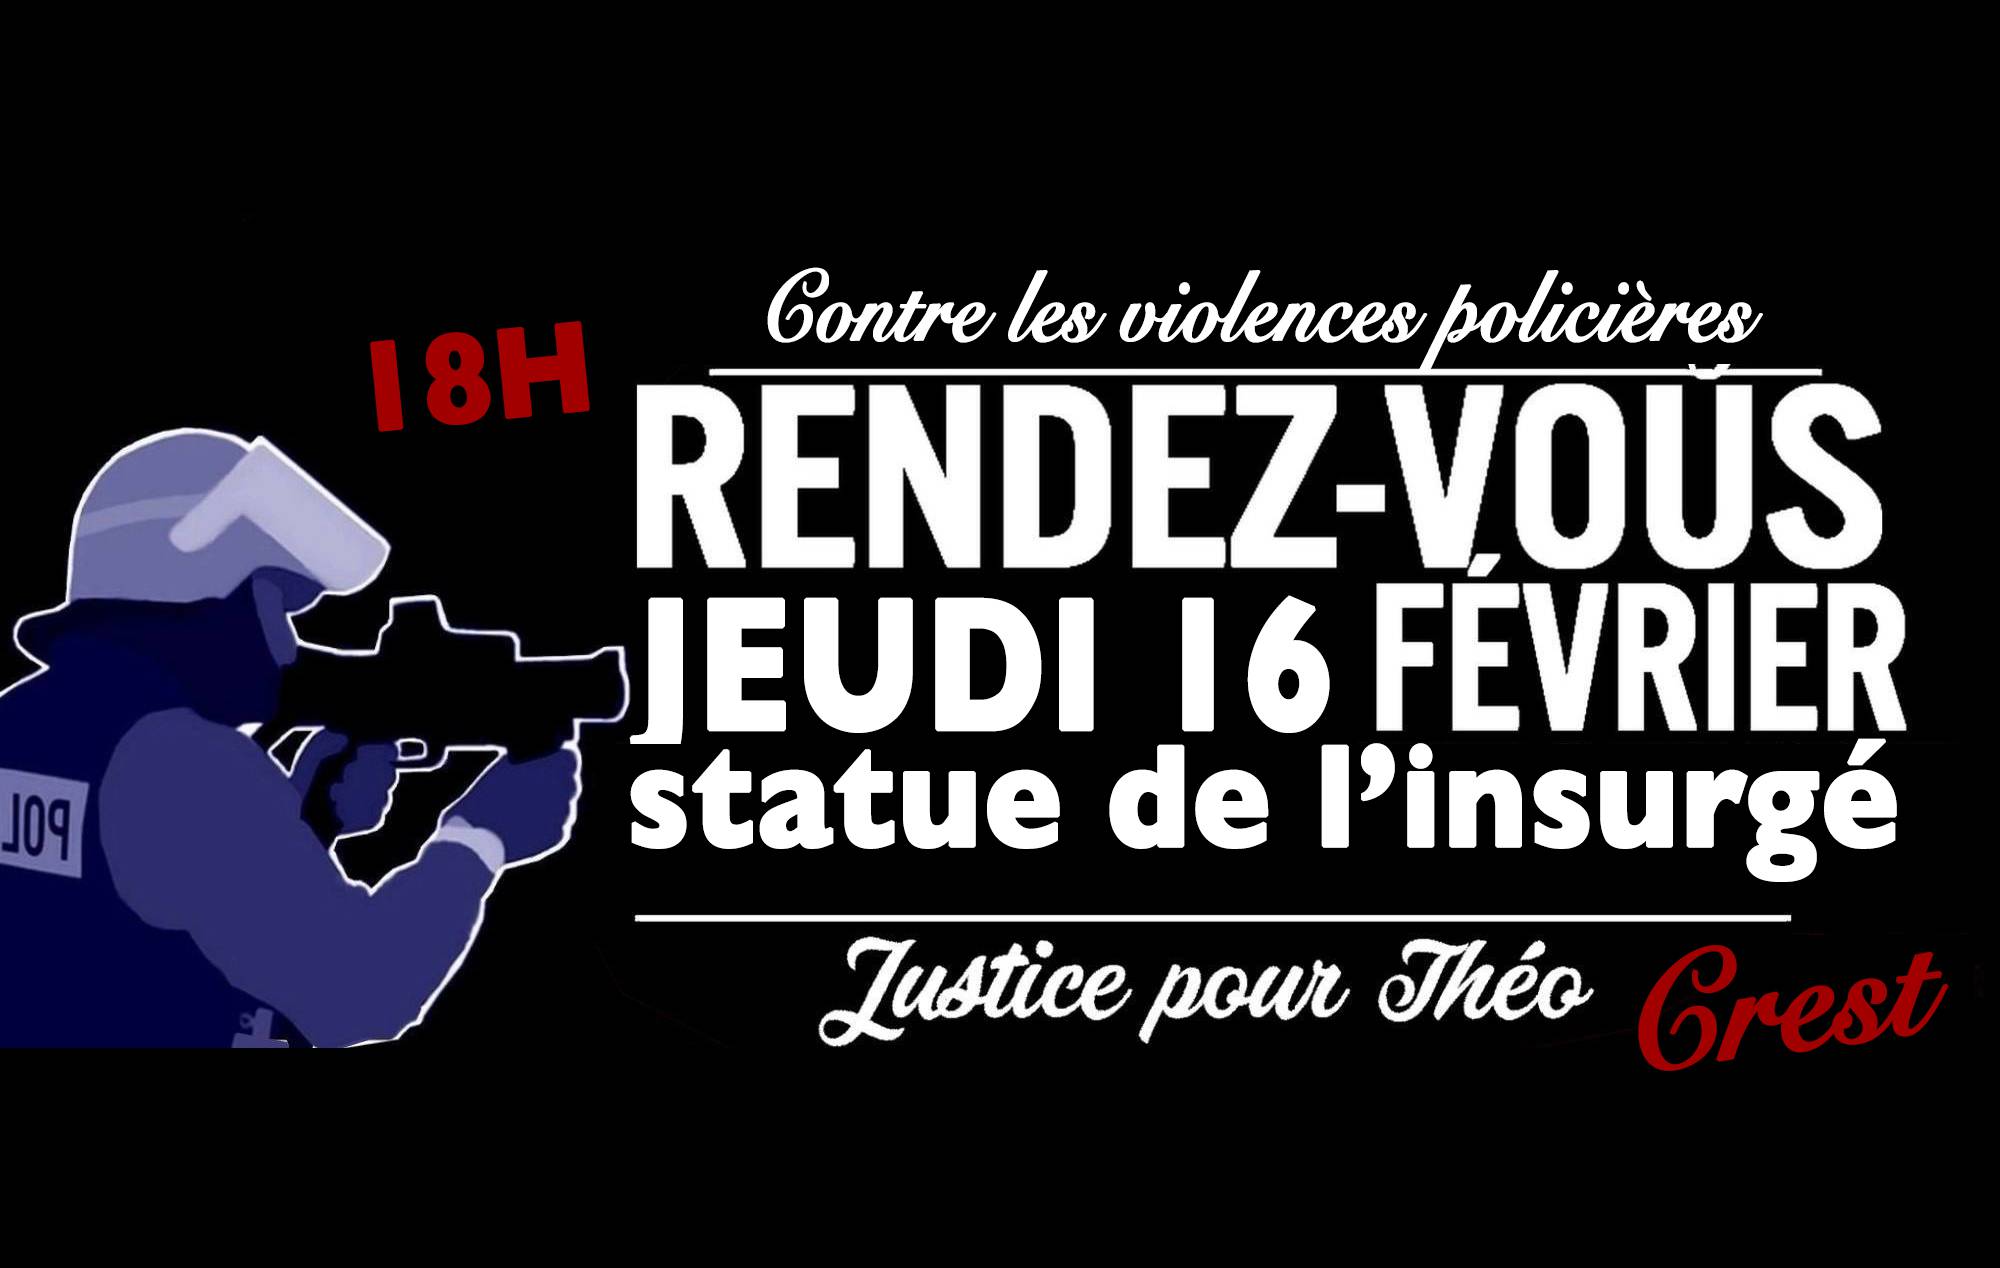 Contre les violences policières
18H
RENDEZ-VOUS
JEUDI 16 FÉVRIER
statue de l'insurgé
POL
Justice pour Théo
Crest